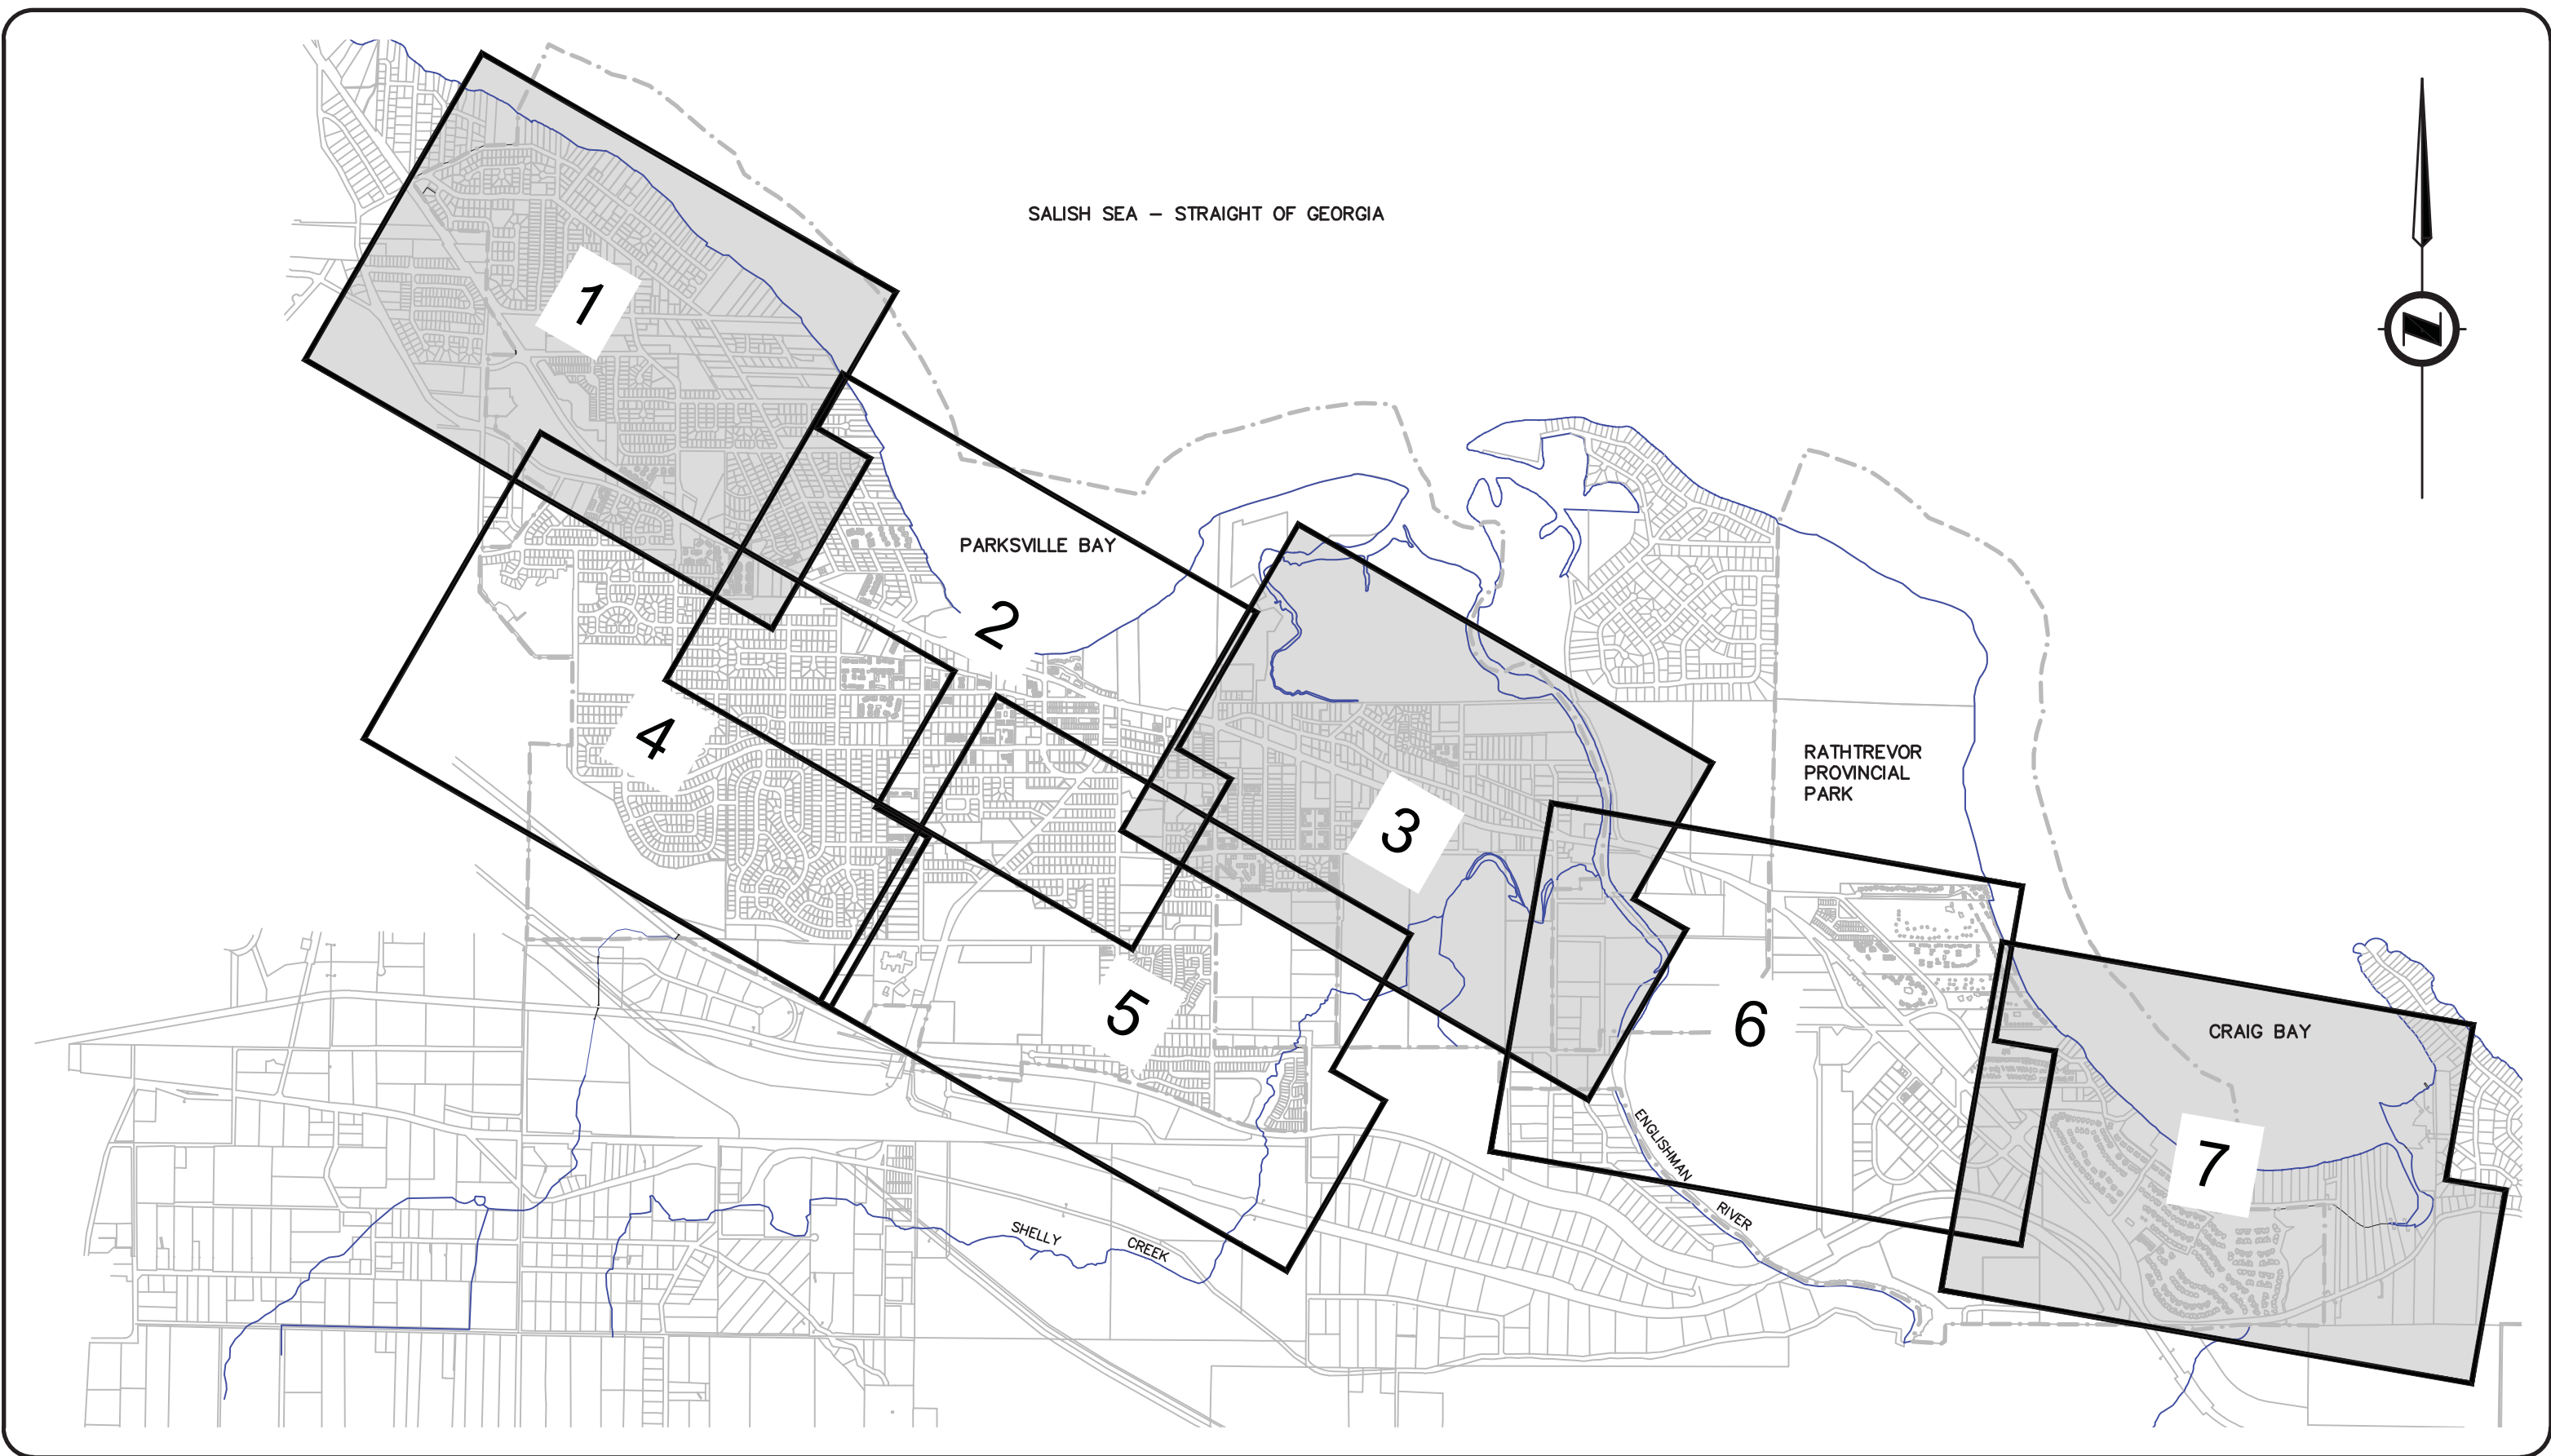 SALISH SEA – STRAIGHT OF GEORGIA
1
N
PARKSVILLE BAY
2
4
3
RATHTREVOR
PROVINCIAL
PARK
5
6
CRAIG BAY
7
ENGLISHMAN
RIVER
SHELLY
CREEK